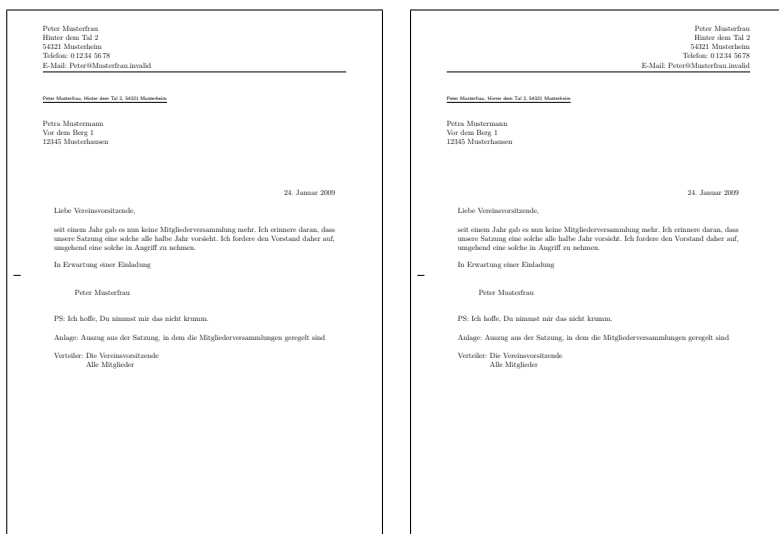 Peter Musterfrau
Hinter dem Tal 2
54321 Musterheim
Telefon: 0 12 34 56 78
E-Mail: Peter@Musterfrau.invalid
Peter Musterfrau, Hinter dem Tal 2, 54321 Musterheim
Petra Mustermann
Vor dem Berg 1
12345 Musterhausen
24. Januar 2009
Liebe Vereinsvorsitzende,
seit einem Jahr gab es nun keine Mitgliederversammlung mehr. Ich erinnere daran, dass
unsere Satzung eine solche alle halbe Jahr vorsieht. Ich fordere den Vorstand daher auf,
umgehend eine solche in Angriff zu nehmen.
In Erwartung einer Einladung
Peter Musterfrau
PS: Ich hoffe, Du nimmst mir das nicht krumm.
Anlage: Auszug aus der Satzung, in dem die Mitgliederversammlungen geregelt sind
Verteiler: Die Vereinsvorsitzende
Alle Mitglieder
Peter Musterfrau
Hinter dem Tal 2
54321 Musterheim
Telefon: 0 12 34 56 78
E-Mail: Peter@Musterfrau.invalid
Peter Musterfrau, Hinter dem Tal 2, 54321 Musterheim
Petra Mustermann
Vor dem Berg 1
12345 Musterhausen
24. Januar 2009
Liebe Vereinsvorsitzende,
seit einem Jahr gab es nun keine Mitgliederversammlung mehr. Ich erinnere daran, dass
unsere Satzung eine solche alle halbe Jahr vorsieht. Ich fordere den Vorstand daher auf,
umgehend eine solche in Angriff zu nehmen.
In Erwartung einer Einladung
Peter Musterfrau
PS: Ich hoffe, Du nimmst mir das nicht krumm.
Anlage: Auszug aus der Satzung, in dem die Mitgliederversammlungen geregelt sind
Verteiler: Die Vereinsvorsitzende
Alle Mitglieder